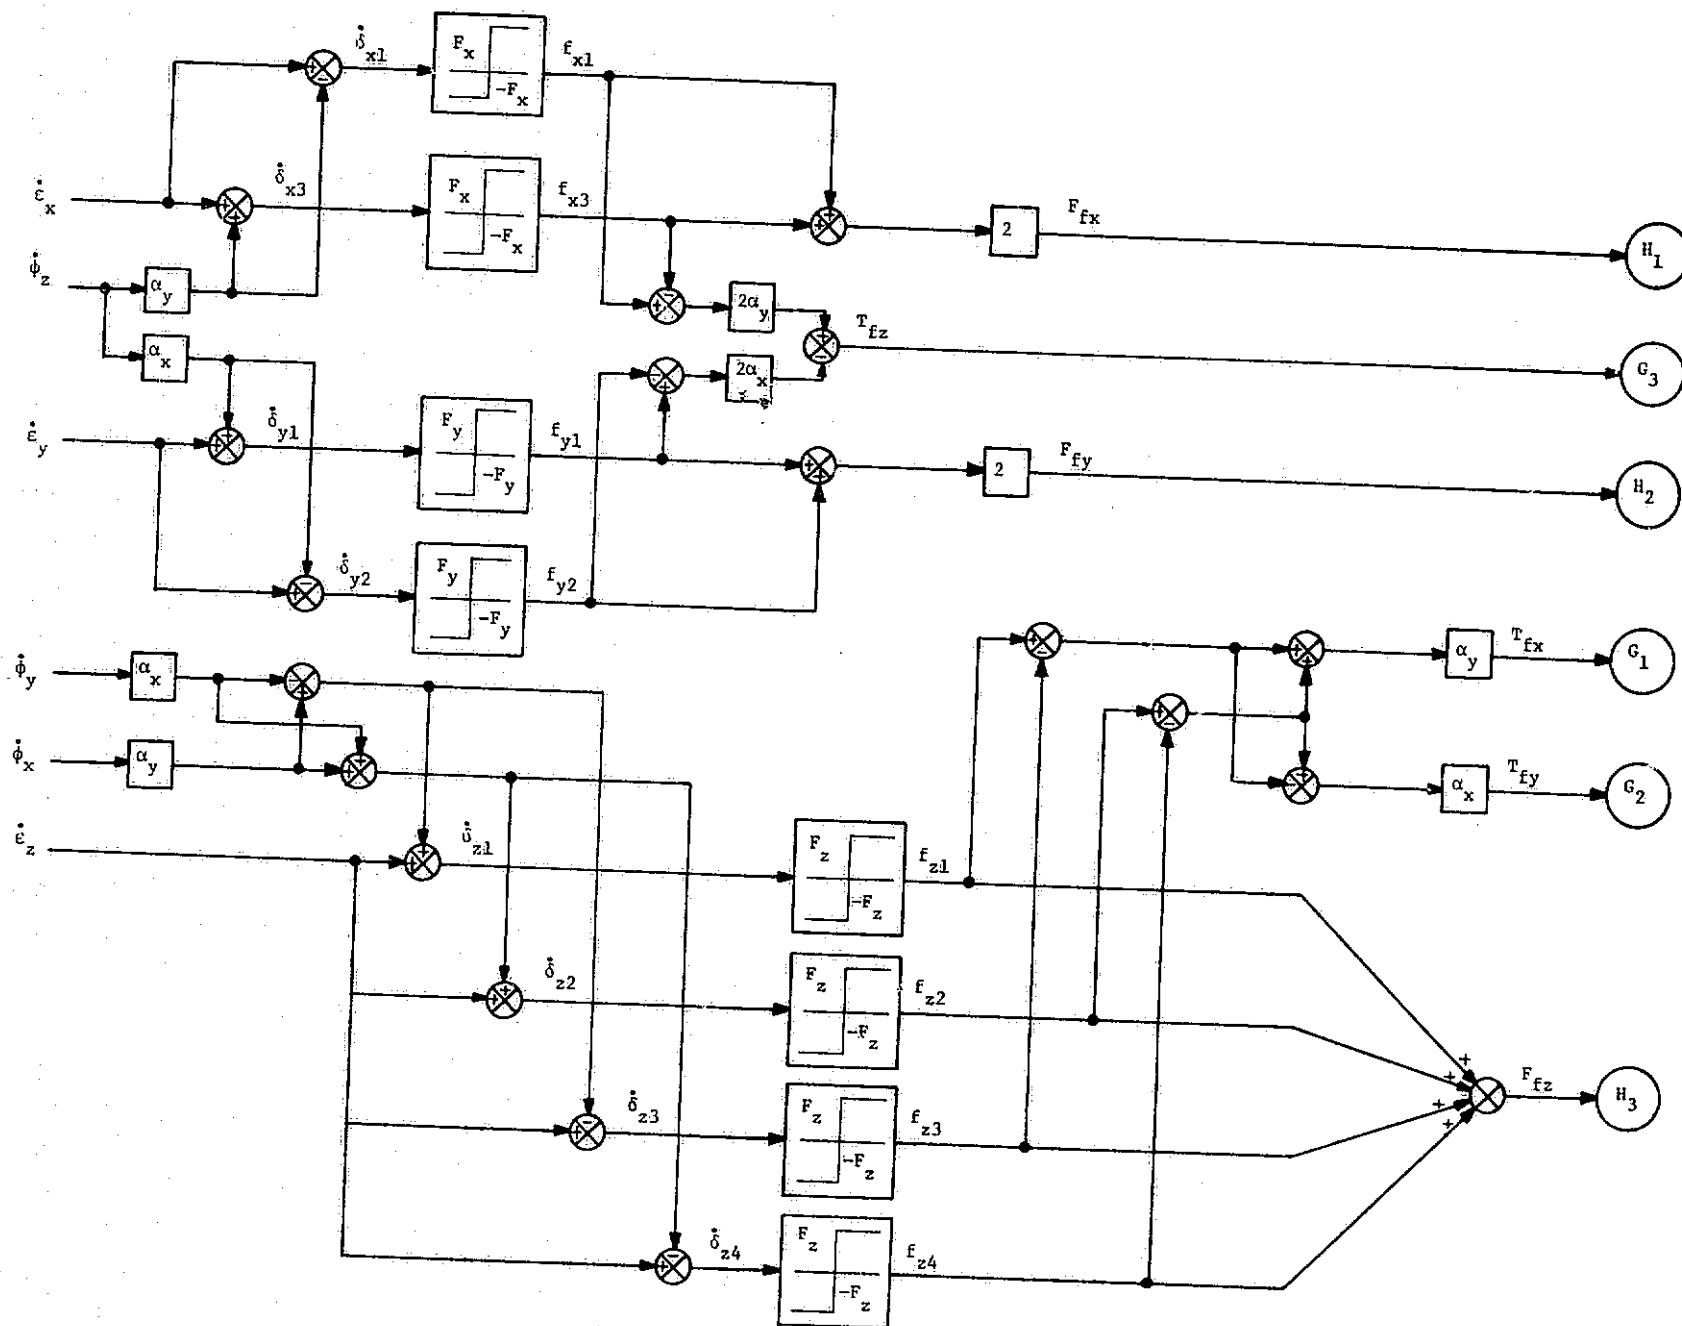 δ̇x1
Fx
-Fx
fx1
ε̇x
δ̇x3
Fx
-Fx
fx3
2
Ffx
H1
φ̇z
αy
αx
2αy
Tfz
G3
2αx
ε̇y
δ̇y1
Fy
-Fy
fy1
2
Ffy
H2
δ̇y2
Fy
-Fy
fy2
φ̇y
αx
αy
Tfx
G1
φ̇x
αy
αx
Tfy
G2
ε̇z
δ̇z1
Fz
-Fz
fz1
δ̇z2
Fz
-Fz
fz2
δ̇z3
Fz
-Fz
fz3
Ffz
H3
δ̇z4
Fz
-Fz
fz4